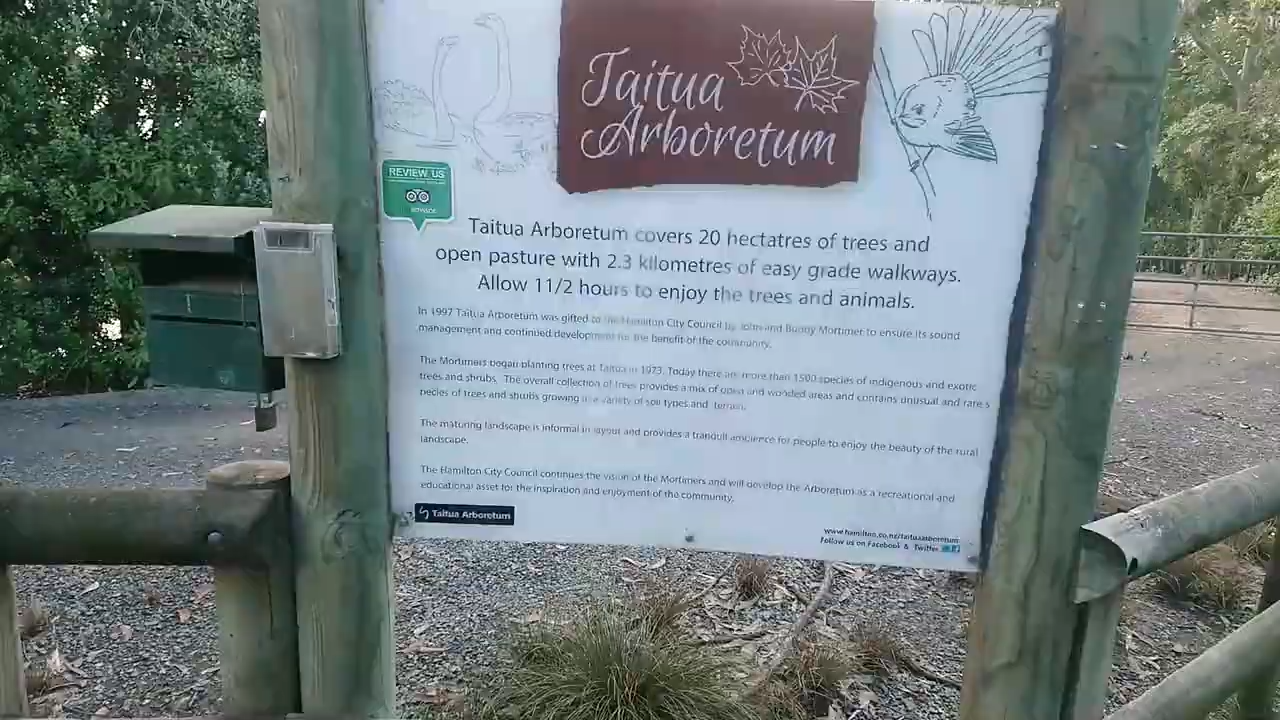 Taitua
Arboretum
REVIEW US
Taitua Arboretum covers 20 hectatres of trees and
open pasture with 2.3 kilometres of easy grade walkways.
Allow 11/2 hours to enjoy the trees and animals.
In 1997 Taitua Arboretum was gifted to the Hamilton City Council by John and Bunny Mortimer to ensure its sound
management and continued development for the benefit of the community.
The Mortimers began planting trees at Taitua in 1973. Today there are more than 1500 species of indigenous and exotic
trees and shrubs. The overall collection of trees provides a mix of open and wooded areas and contains unusual and rare s
pecies of trees and shrubs growing in a variety of soil types and terrain.
The maturing landscape is informal in layout and provides a tranquil ambience for people to enjoy the beauty of the rural
landscape.
The Hamilton City Council continues the vision of the Mortimers and will develop the Arboretum as a recreational and
educational asset for the inspiration and enjoyment of the community.
Taitua Arboretum
www.hamilton.co.nz/taituaarboretum
Follow us on Facebook & Twitter